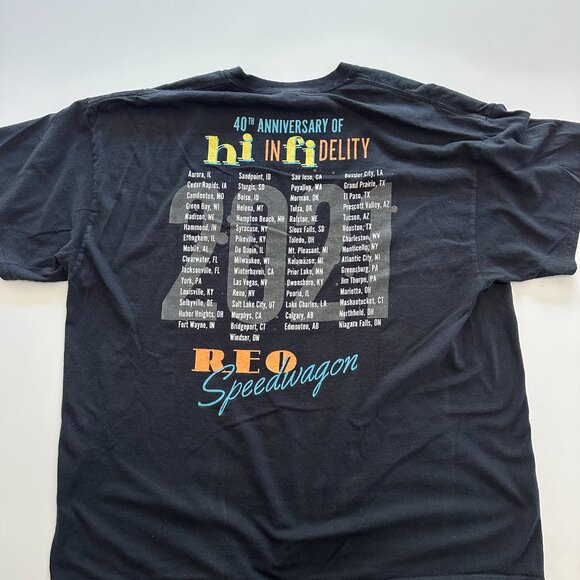 40TH ANNIVERSARY OF
hi INfiDELITY
2021
Aurora, IL
Cedar Rapids, IA
Camdenton, MO
Green Bay, WI
Madison, NE
Hammond, IN
Effingham, IL
Mobile, AL
Clearwater, FL
Jacksonville, FL
York, PA
Louisville, KY
Selbyville, DE
Huber Heights, OH
Fort Wayne, IN
Sandpoint, ID
Sturgis, SD
Boise, ID
Helena, MT
Hampton Beach, NH
Syracuse, NY
Pikeville, KY
Du Quoin, IL
Milwaukee, WI
Winterhaven, CA
Las Vegas, NV
Reno, NV
Salt Lake City, UT
Murphys, CA
Bridgeport, CT
Windsor, ON
San Jose, CA
Puyallup, WA
Norman, OK
Tulsa, OK
Ralston, NE
Sioux Falls, SD
Toledo, OH
Mt. Pleasant, MI
Kalamazoo, MI
Prior Lake, MN
Owensboro, KY
Peoria, IL
Lake Charles, LA
Calgary, AB
Edmonton, AB
Bossier City, LA
Grand Prairie, TX
El Paso, TX
Prescott Valley, AZ
Tucson, AZ
Houston, TX
Charleston, WV
Monticello, NY
Atlantic City, NJ
Greensburg, PA
Jim Thorpe, PA
Marietta, OH
Mashantucket, CT
Northfield, OH
Niagara Falls, ON
REO
Speedwagon